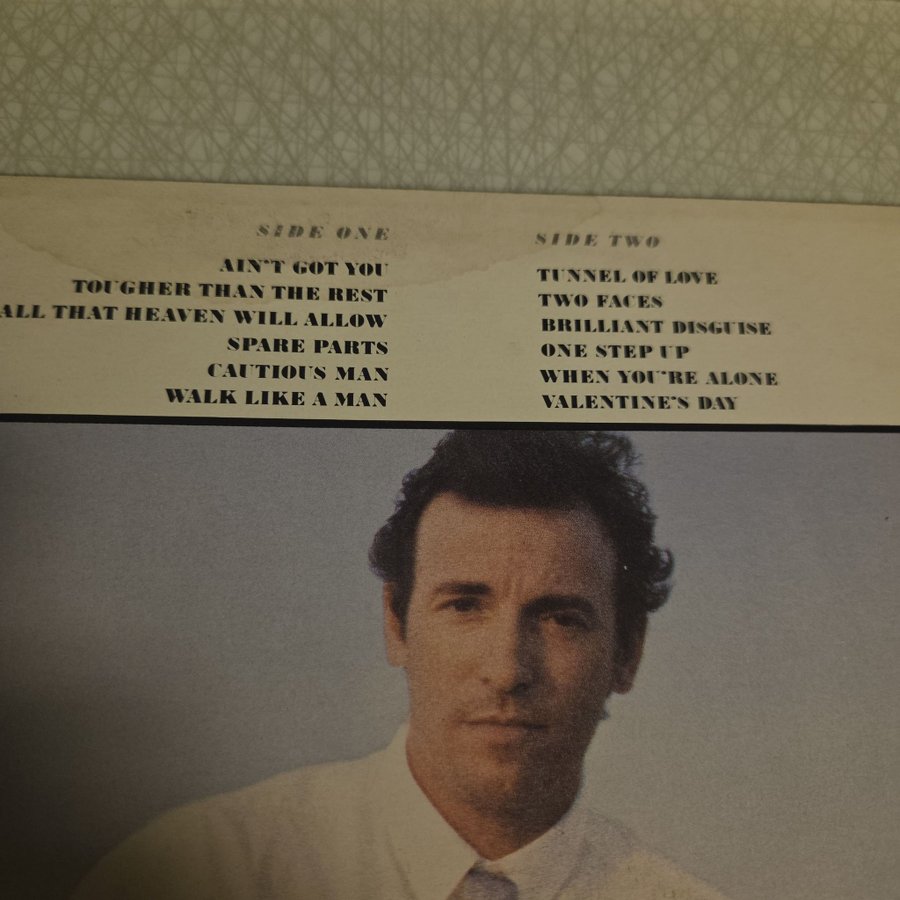 SIDE ONE
AIN'T GOT YOU
TOUGHER THAN THE REST
ALL THAT HEAVEN WILL ALLOW
SPARE PARTS
CAUTIOUS MAN
WALK LIKE A MAN
SIDE TWO
TUNNEL OF LOVE
TWO FACES
BRILLIANT DISGUISE
ONE STEP UP
WHEN YOU'RE ALONE
VALENTINE'S DAY